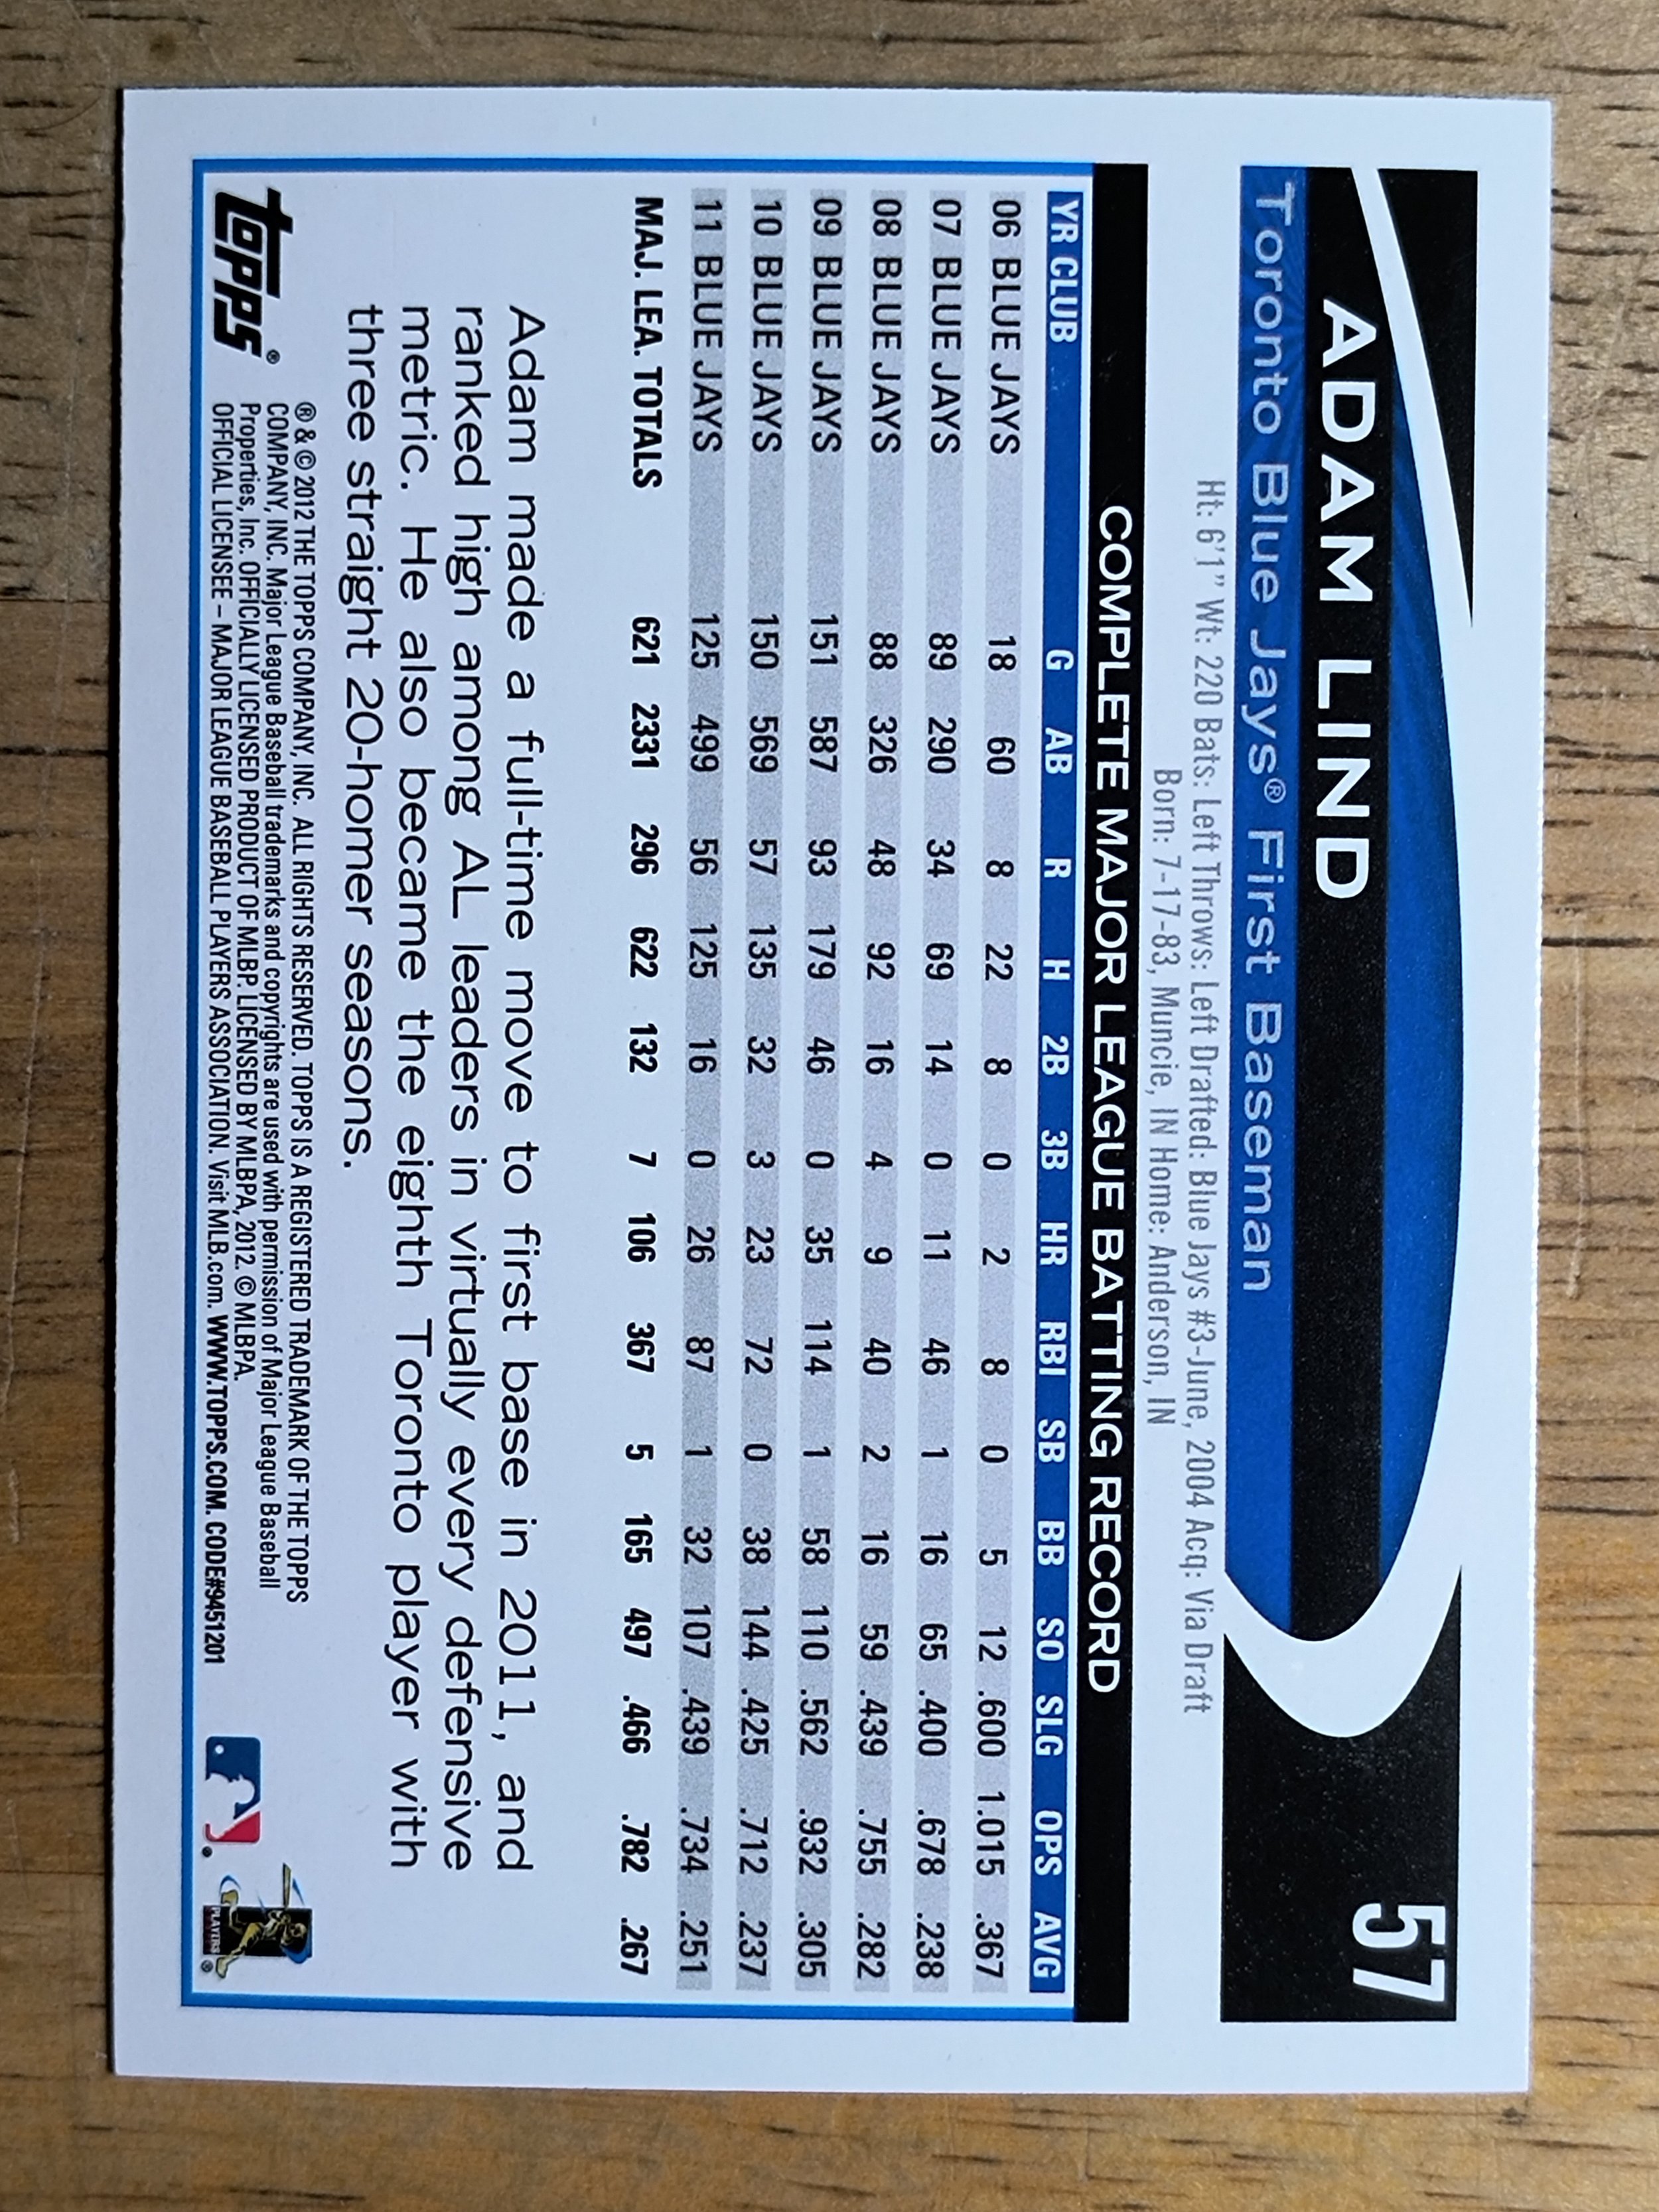 57
ADAM LIND
Toronto Blue Jays® First Baseman
Ht: 6'1" Wt: 220 Bats: Left Throws: Left Drafted: Blue Jays #3-June, 2004 Acq: Via Draft
Born: 7-17-83, Muncie, IN Home: Anderson, IN
COMPLETE MAJOR LEAGUE BATTING RECORD
YR CLUB G AB R H 2B 3B HR RBI SB BB SO SLG OPS AVG
06 BLUE JAYS 18 60 8 22 8 0 2 8 0 5 12 .600 1.015 .367
07 BLUE JAYS 89 290 34 69 14 0 11 46 1 16 65 .400 .678 .238
08 BLUE JAYS 88 326 48 92 16 4 9 40 2 16 59 .439 .755 .282
09 BLUE JAYS 151 587 93 179 46 0 35 114 1 58 110 .562 .932 .305
10 BLUE JAYS 150 569 57 135 32 3 23 72 0 38 144 .425 .712 .237
11 BLUE JAYS 125 499 56 125 16 0 26 87 1 32 107 .439 .734 .251
MAJ. LEA. TOTALS 621 2331 296 622 132 7 106 367 5 165 497 .466 .782 .267
Adam made a full-time move to first base in 2011, and
ranked high among AL leaders in virtually every defensive
metric. He also became the eighth Toronto player with
three straight 20-homer seasons.
Topps®
® & © 2012 THE TOPPS COMPANY, INC. ALL RIGHTS RESERVED. TOPPS IS A REGISTERED TRADEMARK OF THE TOPPS
COMPANY, INC. Major League Baseball trademarks and copyrights are used with permission of Major League Baseball
Properties, Inc. OFFICIALLY LICENSED PRODUCT OF MLBP. LICENSED BY MLBPA, 2012. © MLBPA.
OFFICIAL LICENSEE – MAJOR LEAGUE BASEBALL PLAYERS ASSOCIATION. Visit MLB.com. WWW.TOPPS.COM. CODE#9451201
PLAYERS